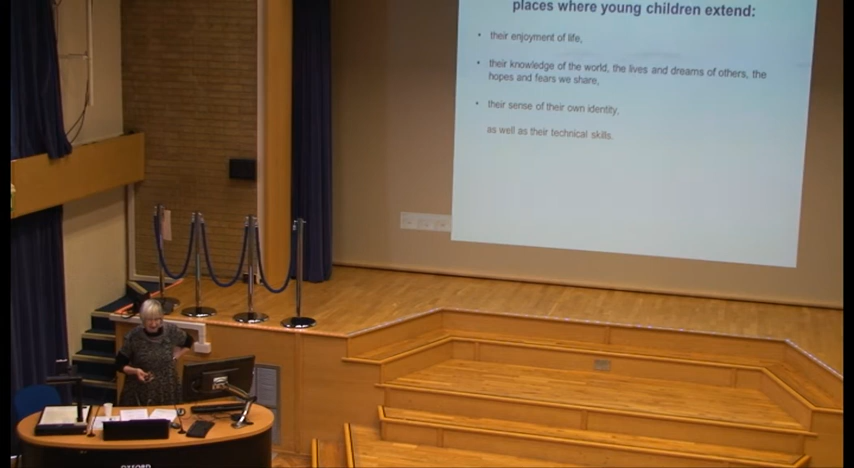 places where young children extend:
• their enjoyment of life,
• their knowledge of the world, the lives and dreams of others, the
hopes and fears we share,
• their sense of their own identity,
as well as their technical skills.
OXFORD